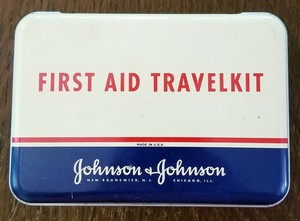 FIRST AID TRAVELKIT
MADE IN U.S.A.
Johnson & Johnson
NEW BRUNSWICK, N.J. CHICAGO, ILL.